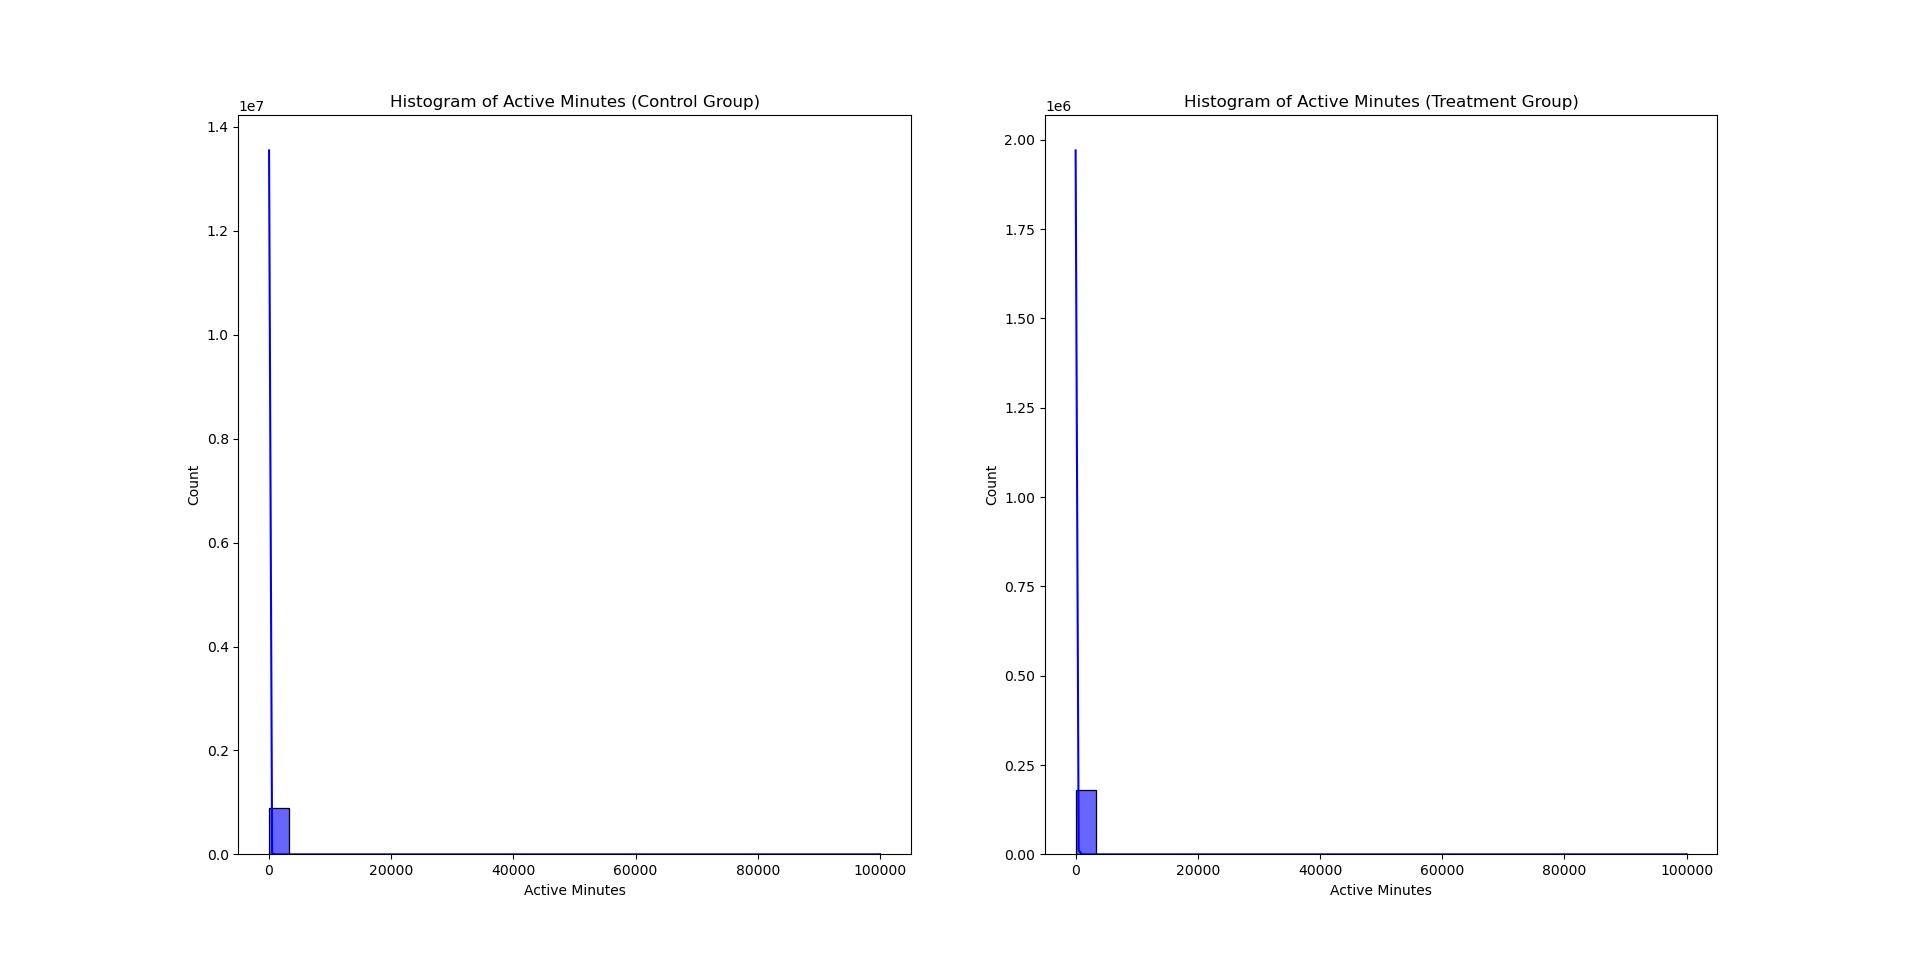 Histogram of Active Minutes (Control Group)
1e7
1.4
1.2
1.0
0.8
0.6
0.4
0.2
0.0
Count
0 20000 40000 60000 80000 100000
Active Minutes
Histogram of Active Minutes (Treatment Group)
1e6
2.00
1.75
1.50
1.25
1.00
0.75
0.50
0.25
0.00
Count
0 20000 40000 60000 80000 100000
Active Minutes